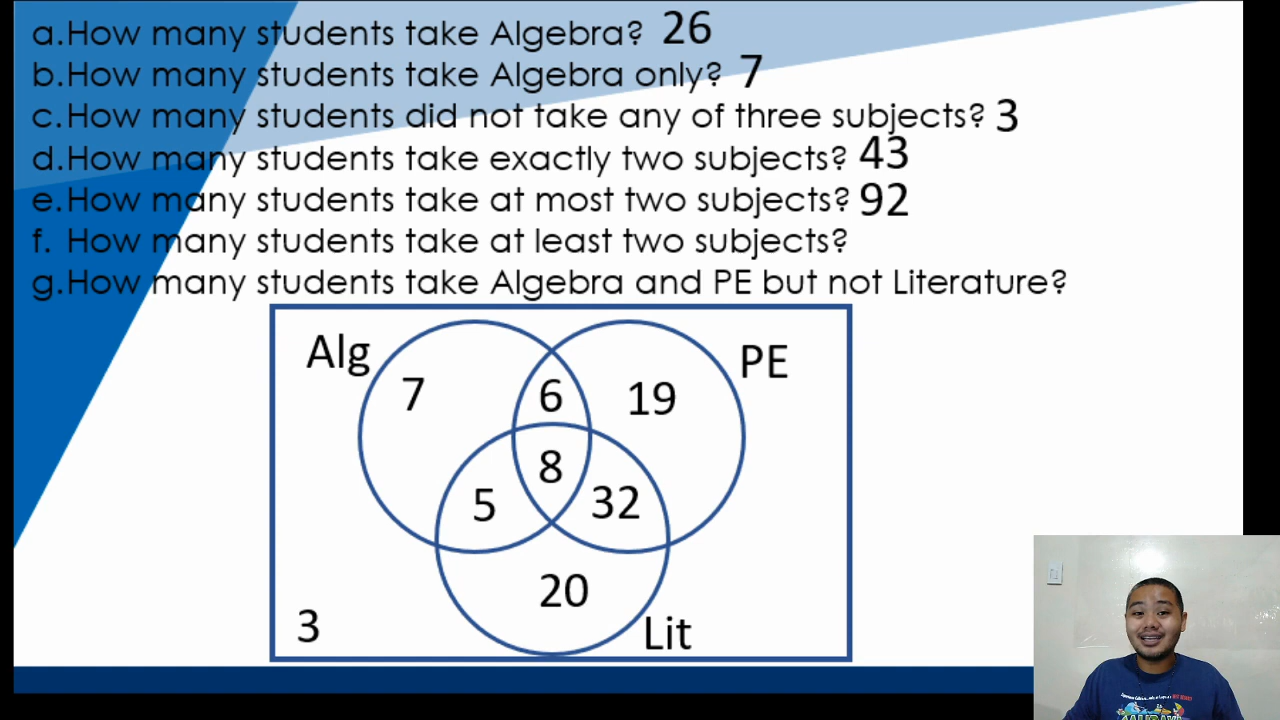 a.How many students take Algebra? 26
b.How many students take Algebra only? 7
c.How many students did not take any of three subjects? 3
d.How many students take exactly two subjects? 43
e.How many students take at most two subjects? 92
f. How many students take at least two subjects?
g.How many students take Algebra and PE but not Literature?
Alg
PE
7
6
19
8
5
32
20
3
Lit